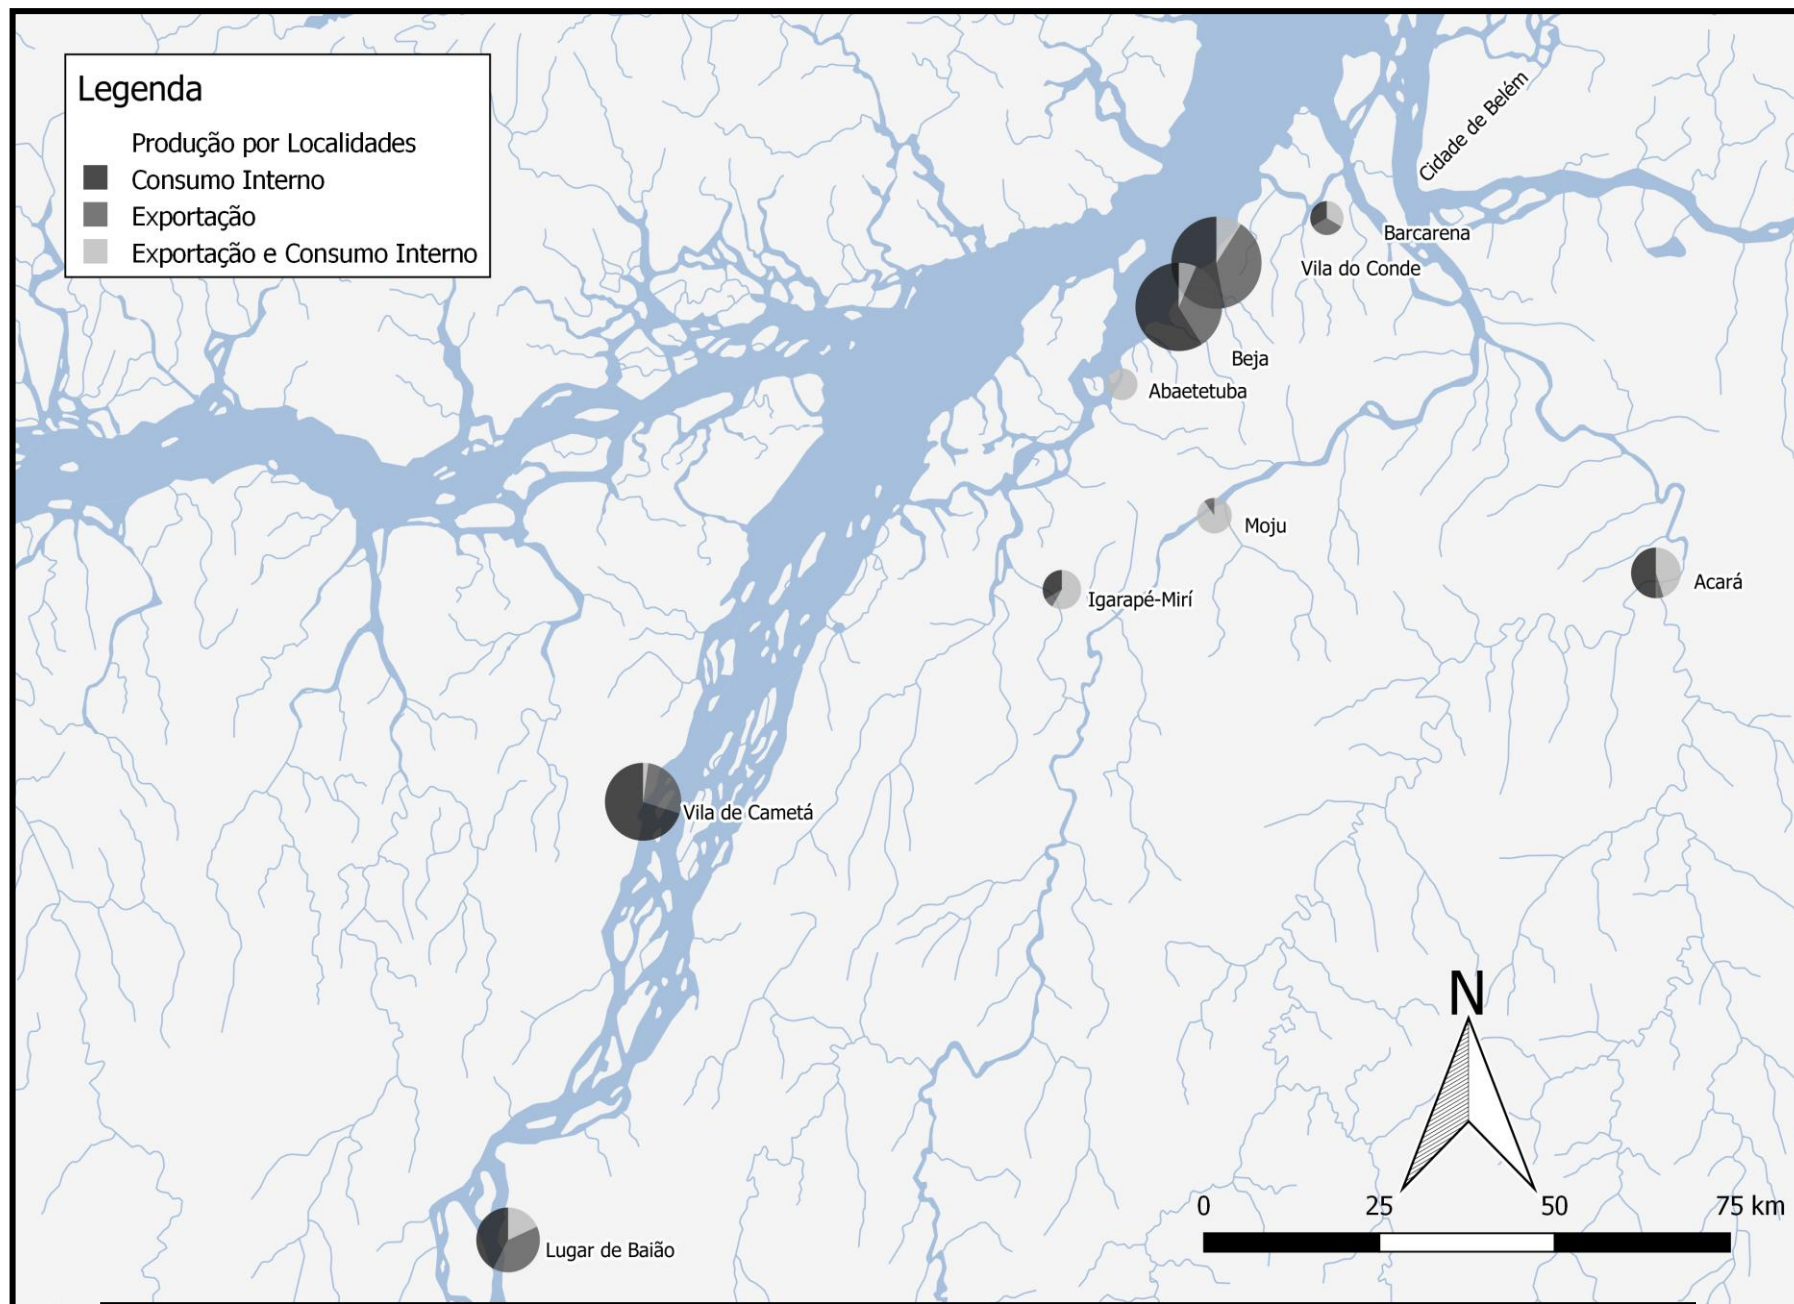 Legenda
Produção por Localidades
Consumo Interno
Exportação
Exportação e Consumo Interno
Cidade de Belém
Barcarena
Vila do Conde
Beja
Abaetetuba
Moju
Igarapé-Mirí
Acará
Vila de Cametá
Lugar de Baião
N
0 25 50 75 km